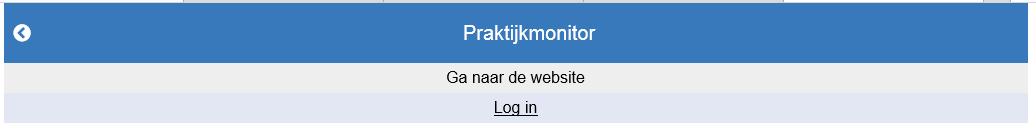 Praktijkmonitor
Ga naar de website
Log in